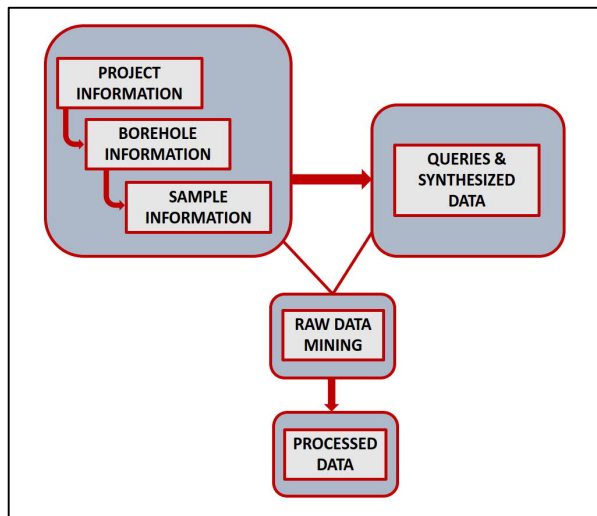 PROJECT
INFORMATION
BOREHOLE
INFORMATION
SAMPLE
INFORMATION
QUERIES &
SYNTHESIZED
DATA
RAW DATA
MINING
PROCESSED
DATA